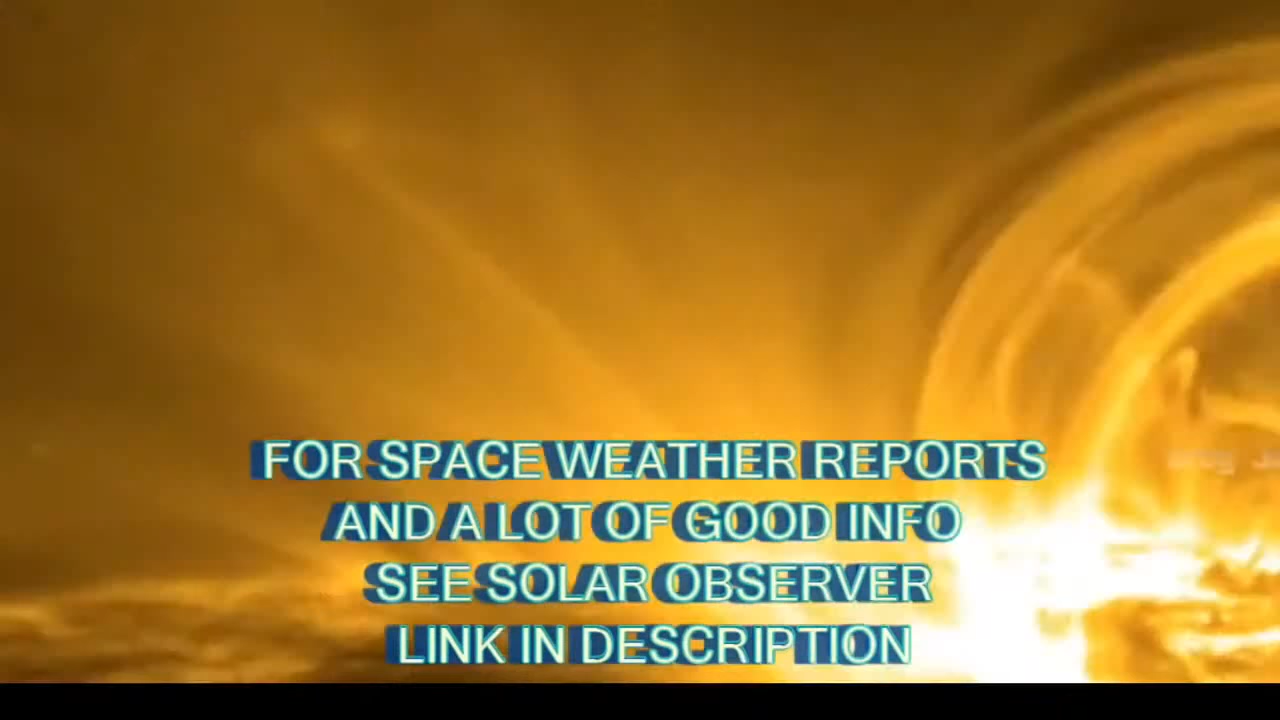 FOR SPACE WEATHER REPORTS
AND A LOT OF GOOD INFO
SEE SOLAR OBSERVER
LINK IN DESCRIPTION